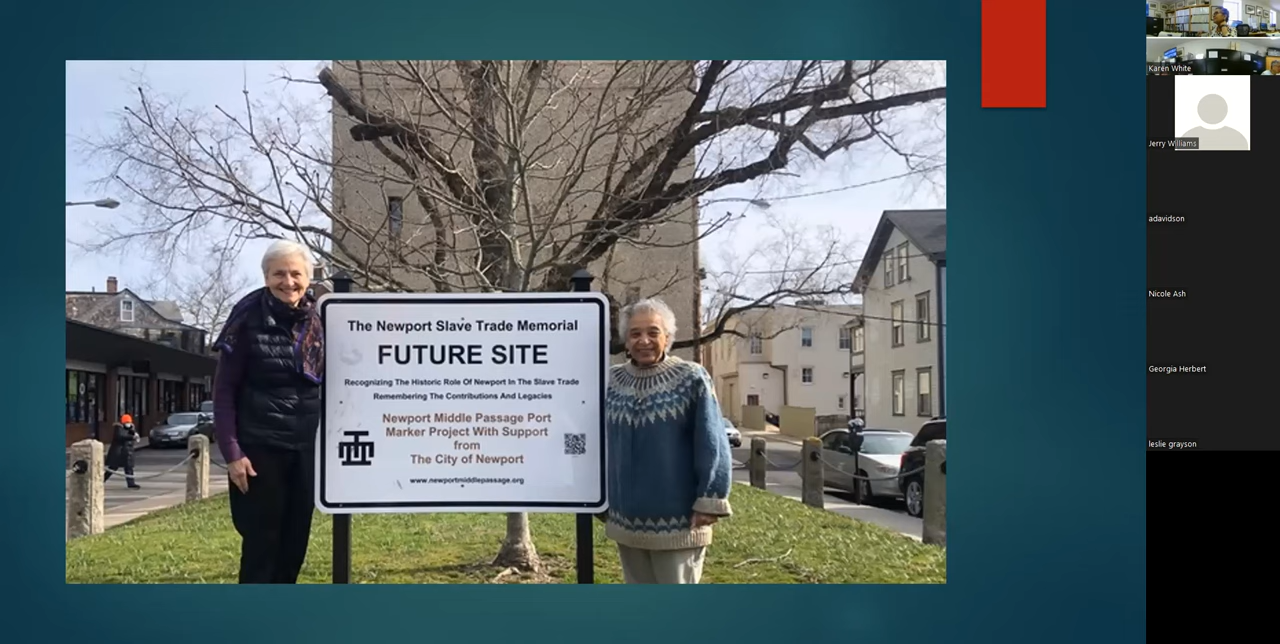 The Newport Slave Trade Memorial
FUTURE SITE
Recognizing The Historic Role Of Newport In The Slave Trade
Remembering The Contributions And Legacies
Newport Middle Passage Port
Marker Project With Support
from
The City of Newport
www.newportmiddlepassage.org
Karen White
Jerry Williams
adavidson
Nicole Ash
Georgia Herbert
leslie grayson